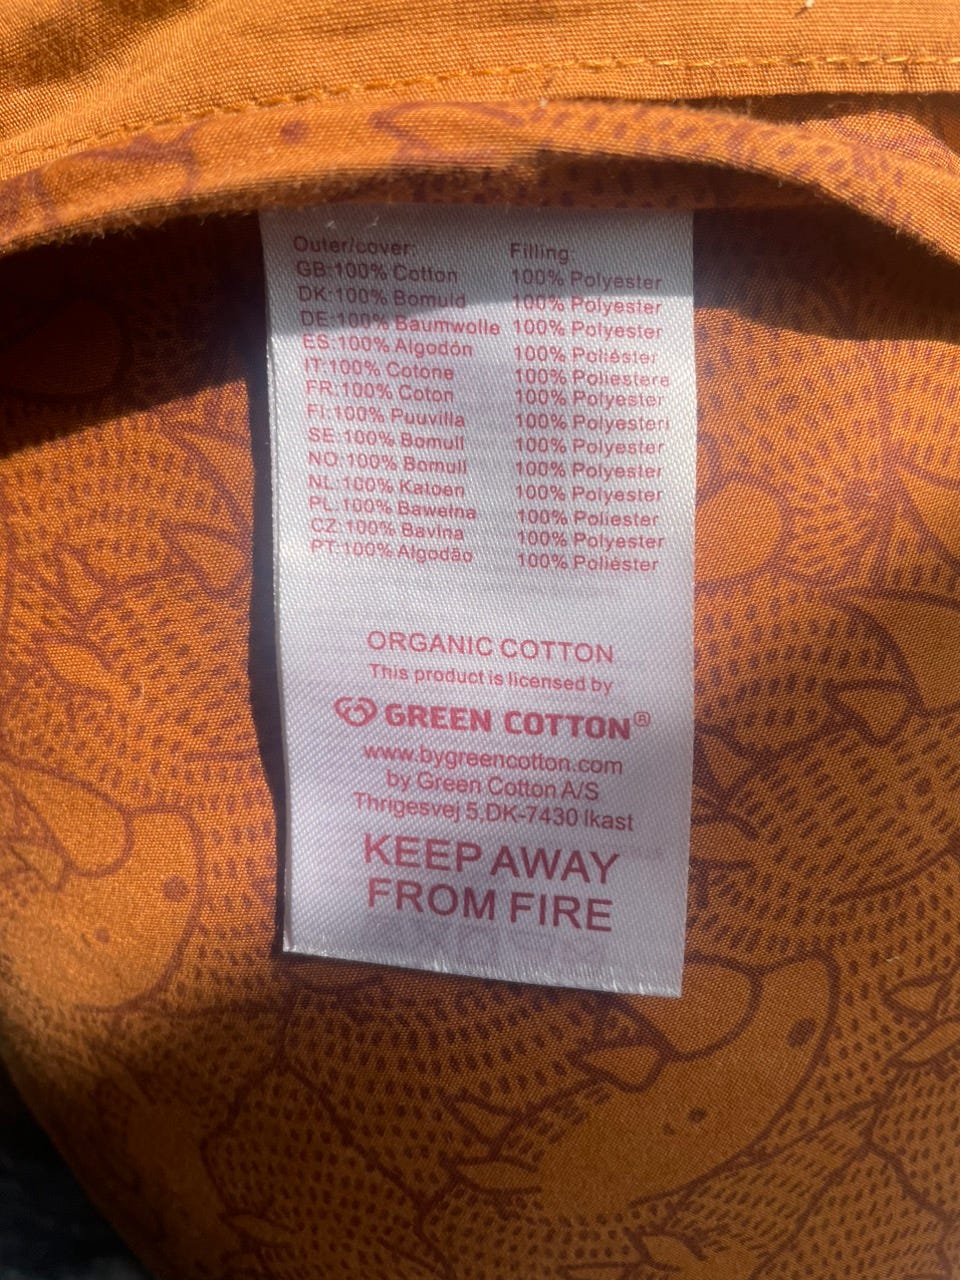 Outer/cover: Filling:
GB:100% Cotton 100% Polyester
DK:100% Bomuld 100% Polyester
DE:100% Baumwolle 100% Polyester
ES:100% Algodón 100% Poliéster
IT:100% Cotone 100% Poliestere
FR:100% Coton 100% Polyester
FI:100% Puuvilla 100% Polyesteri
SE:100% Bomull 100% Polyester
NO:100% Bomull 100% Polyester
NL:100% Katoen 100% Polyester
PL:100% Bawełna 100% Poliester
CZ:100% Bavlna 100% Polyester
PT:100% Algodão 100% Poliéster
ORGANIC COTTON
This product is licensed by
GREEN COTTON®
www.bygreencotton.com
by Green Cotton A/S
Thrigesvej 5,DK-7430 Ikast
KEEP AWAY
FROM FIRE